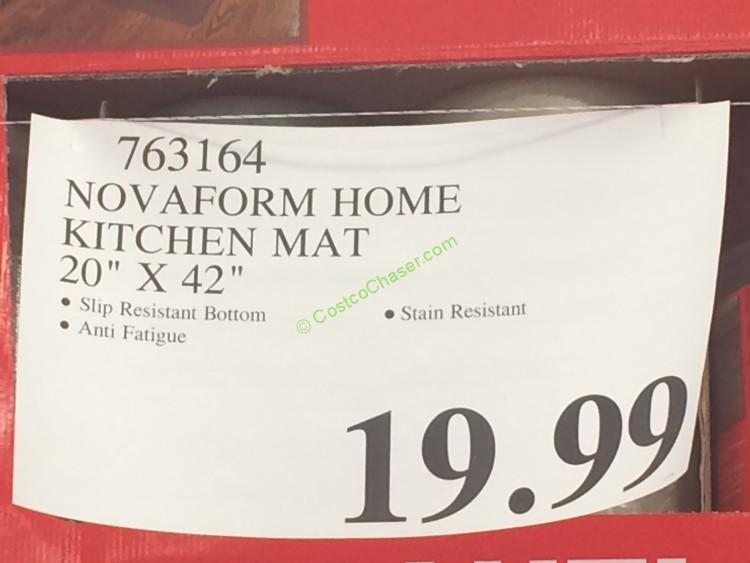 763164
NOVAFORM HOME
KITCHEN MAT
20" X 42"
• Slip Resistant Bottom
• Anti Fatigue
• Stain Resistant
© CostcoChaser.com
19.99